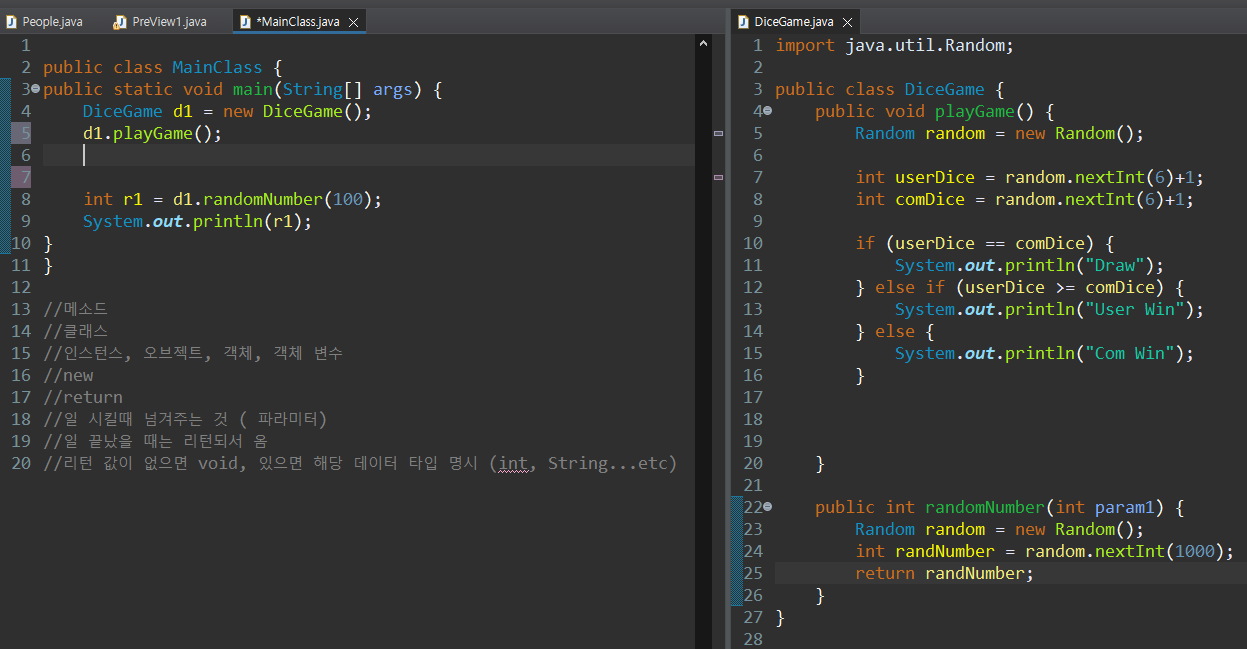 People.java PreView1.java *MainClass.java
1
2 public class MainClass {
3 public static void main(String[] args) {
4 DiceGame d1 = new DiceGame();
5 d1.playGame();
6
7
8 int r1 = d1.randomNumber(100);
9 System.out.println(r1);
10 }
11 }
12
13 //메소드
14 //클래스
15 //인스턴스, 오브젝트, 객체, 객체 변수
16 //new
17 //return
18 //일 시킬때 넘겨주는 것 ( 파라미터)
19 //일 끝났을 때는 리턴되서 옴
20 //리턴 값이 없으면 void, 있으면 해당 데이터 타입 명시 (int, String...etc)
DiceGame.java
1 import java.util.Random;
2
3 public class DiceGame {
4 public void playGame() {
5 Random random = new Random();
6
7 int userDice = random.nextInt(6)+1;
8 int comDice = random.nextInt(6)+1;
9
10 if (userDice == comDice) {
11 System.out.println("Draw");
12 } else if (userDice >= comDice) {
13 System.out.println("User Win");
14 } else {
15 System.out.println("Com Win");
16 }
17
18
19
20 }
21
22 public int randomNumber(int param1) {
23 Random random = new Random();
24 int randNumber = random.nextInt(1000);
25 return randNumber;
26 }
27 }
28